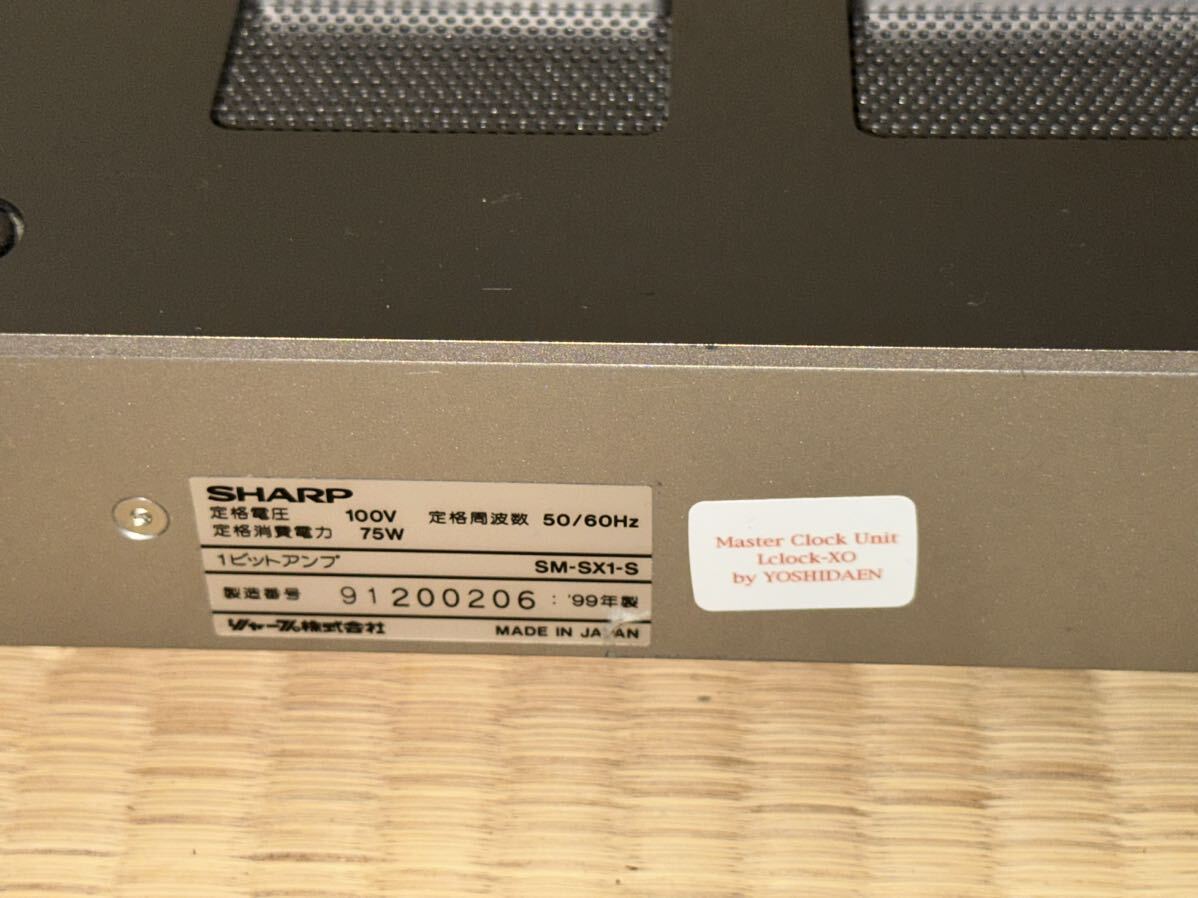 SHARP
定格電圧 100V 定格周波数 50/60Hz
定格消費電力 75W
1ビットアンプ SM-SX1-S
製造番号 91200206 : '99年製
シャープ株式会社 MADE IN JAPAN
Master Clock Unit
Lclock-XO
by YOSHIDAEN